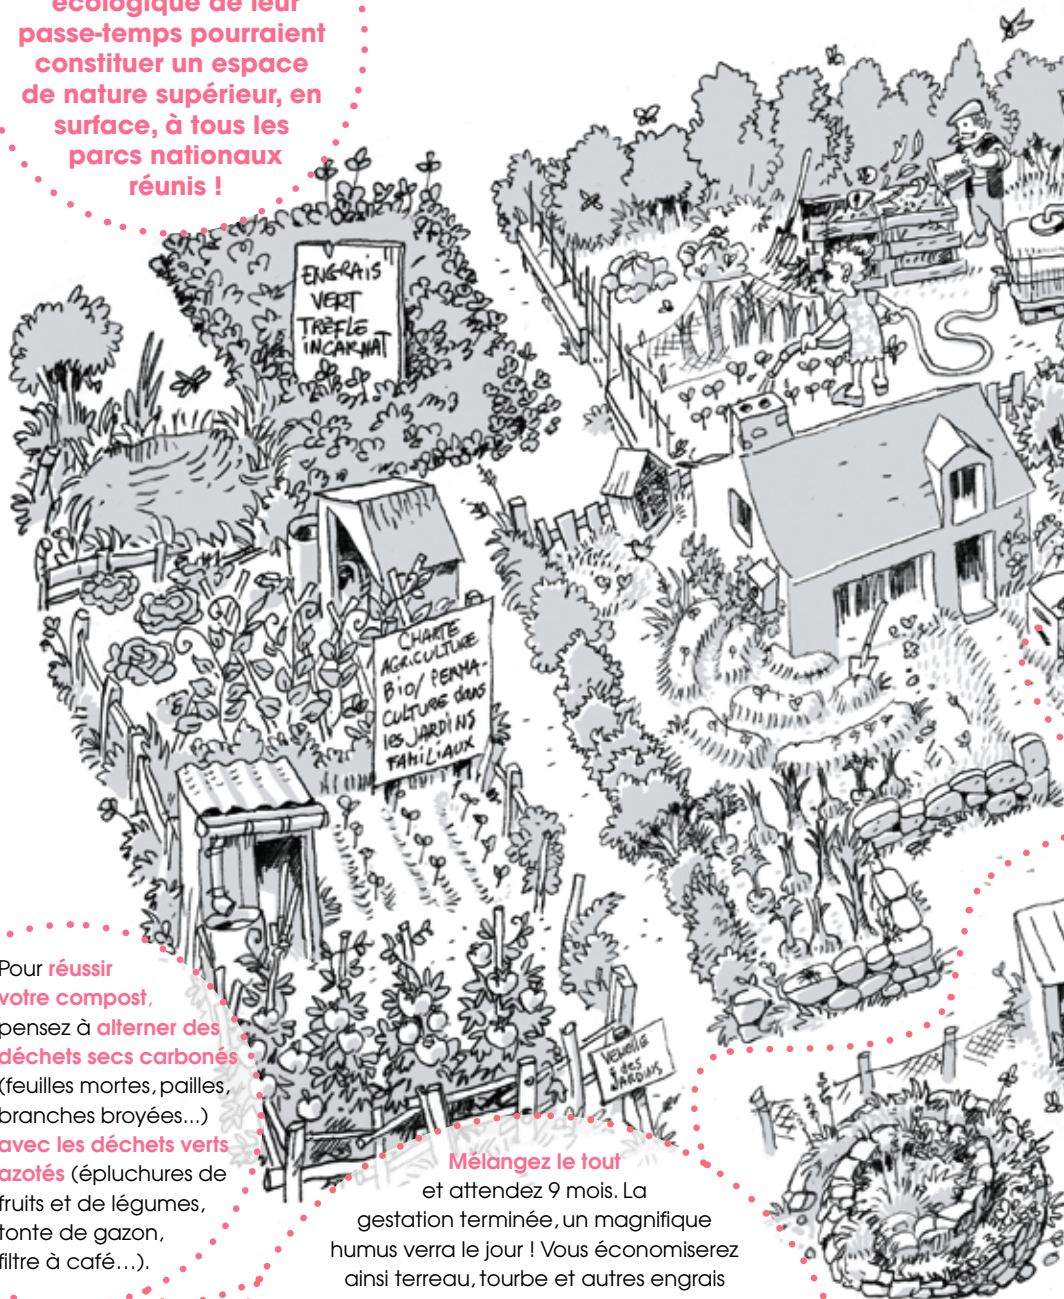 écologique de leur
passe-temps pourraient
constituer un espace
de nature supérieur, en
surface, à tous les
parcs nationaux
réunis !
ENGRAIS
VERT
TRÈFLE
INCARNAT
CHARTE
AGRICULTURE
BIO/PERMA-
CULTURE dans
les JARDINS
FAMILIAUX
VENELLE
des
JARDINS
Pour réussir
votre compost,
pensez à alterner des
déchets secs carbonés
(feuilles mortes, pailles,
branches broyées...)
avec les déchets verts
azotés (épluchures de
fruits et de légumes,
tonte de gazon,
filtre à café…).
Mélangez le tout
et attendez 9 mois. La
gestation terminée, un magnifique
humus verra le jour ! Vous économiserez
ainsi terreau, tourbe et autres engrais